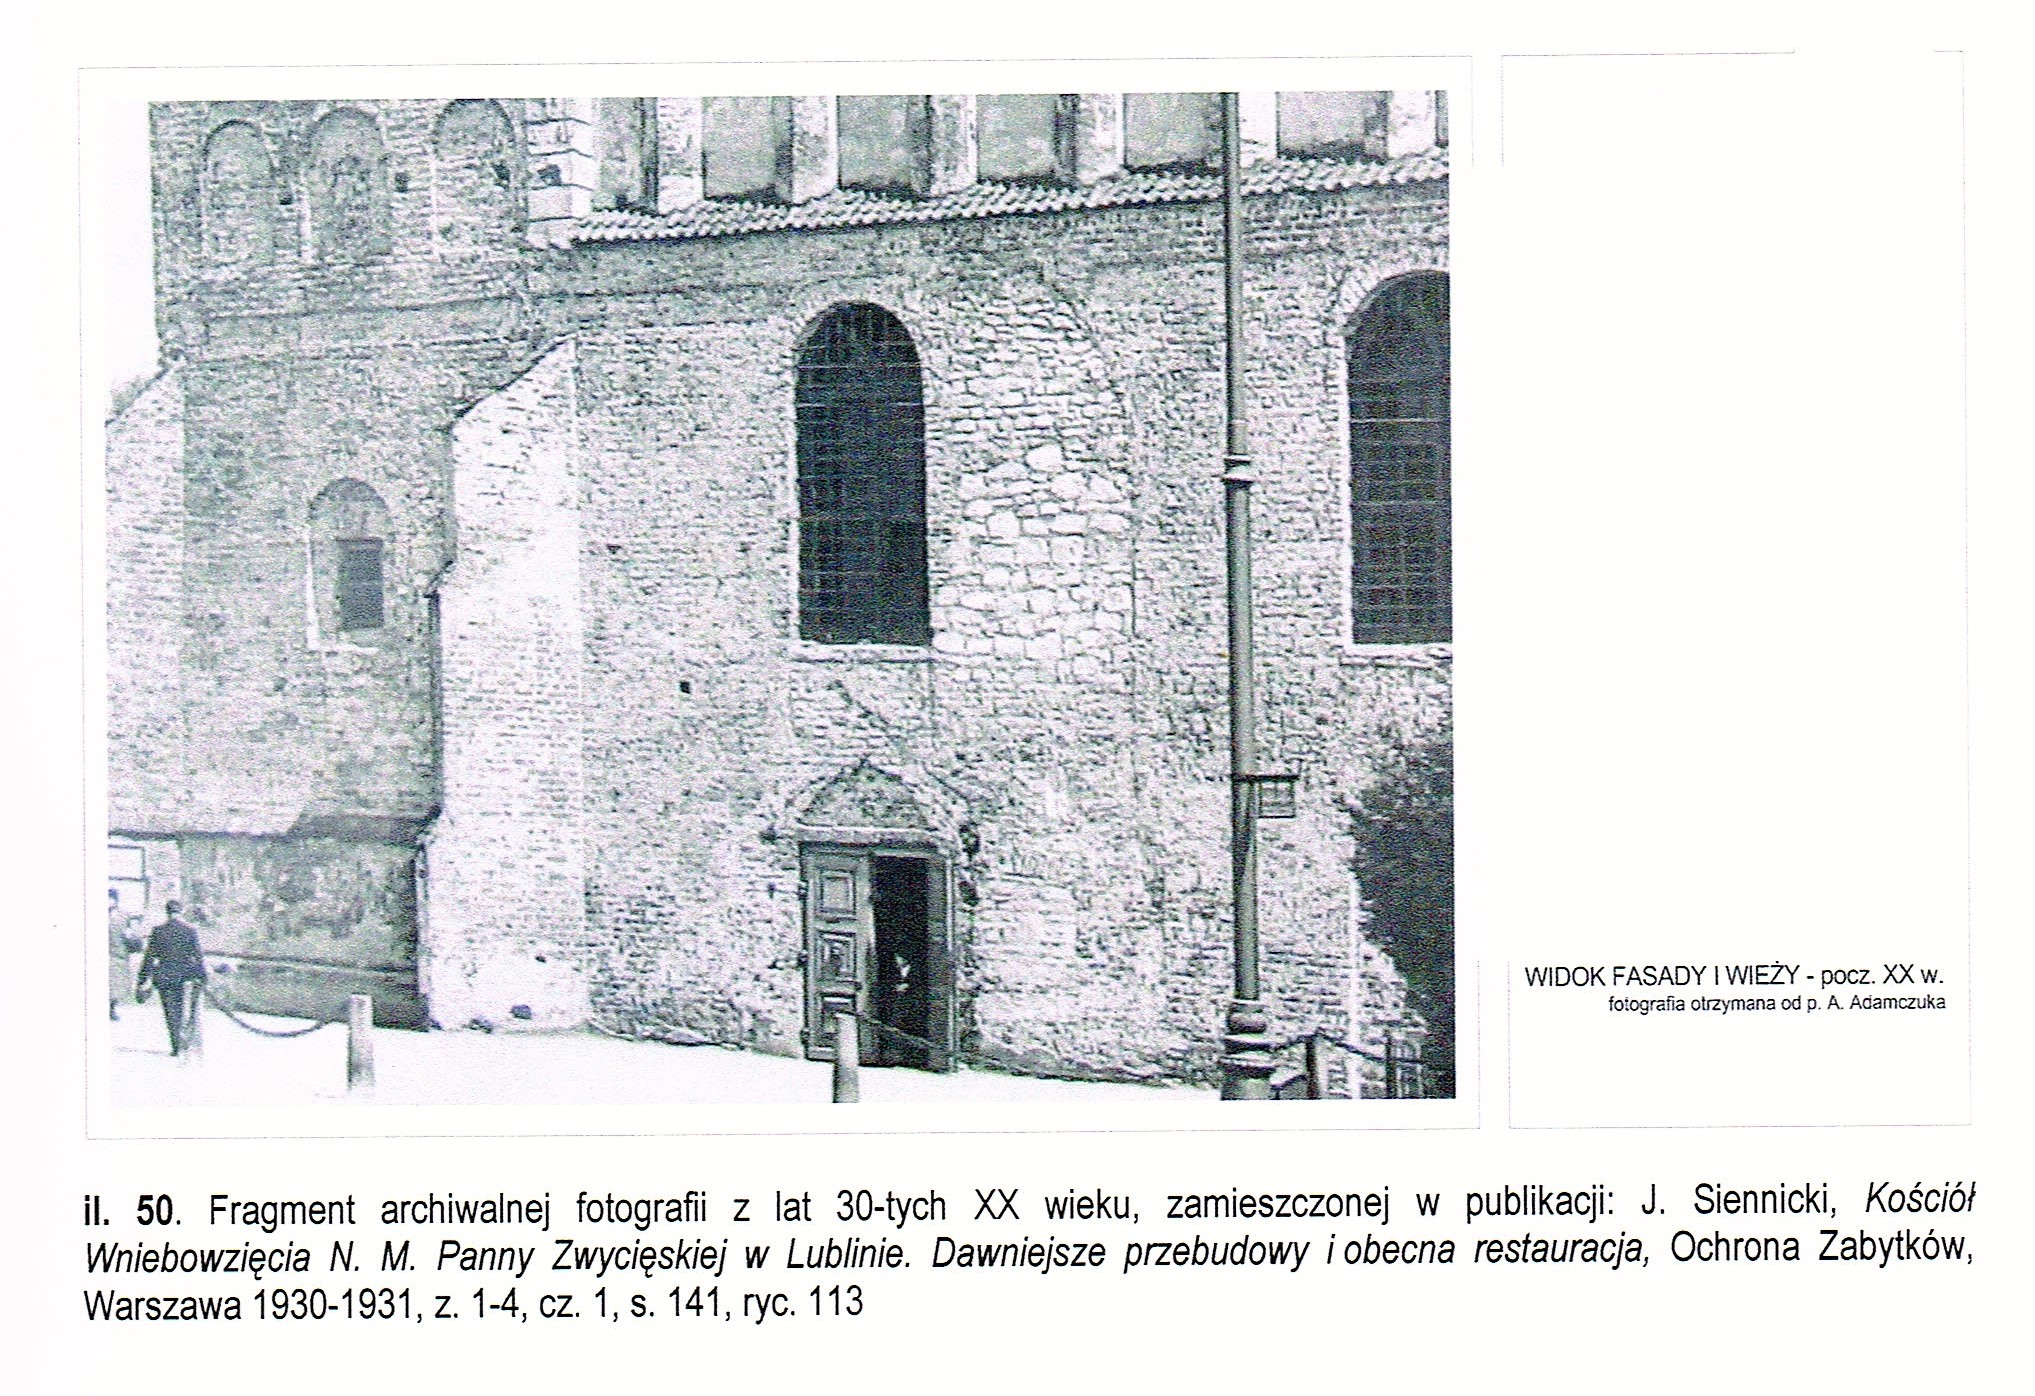 WIDOK FASADY I WIEŻY - pocz. XX w.
fotografia otrzymana od p. A. Adamczuka
il. 50. Fragment archiwalnej fotografii z lat 30-tych XX wieku, zamieszczonej w publikacji: J. Siennicki, Kościół
Wniebowzięcia N. M. Panny Zwycięskiej w Lublinie. Dawniejsze przebudowy i obecna restauracja, Ochrona Zabytków,
Warszawa 1930-1931, z. 1-4, cz. 1, s. 141, ryc. 113